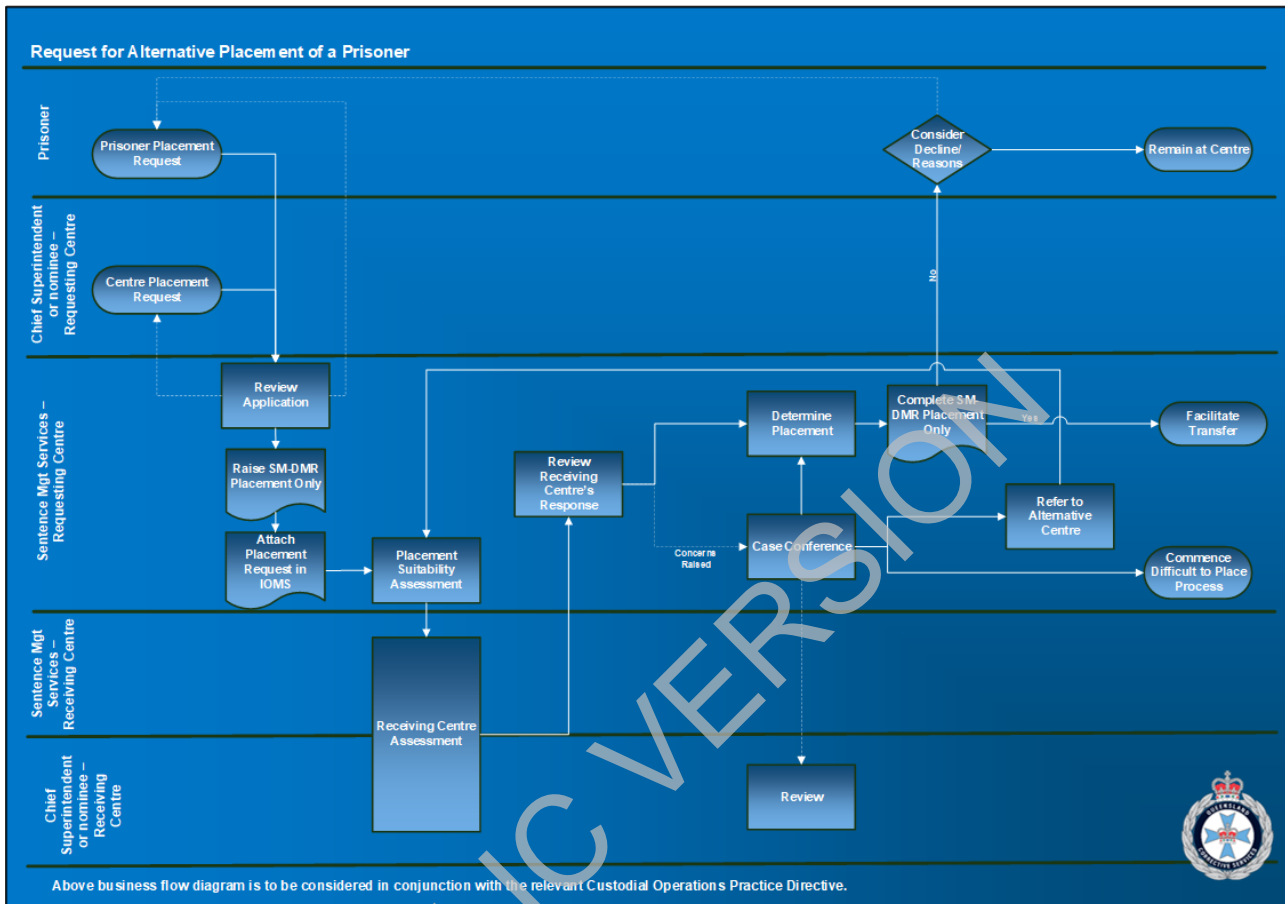 Request for Alternative Placement of a Prisoner
Prisoner
Prisoner Placement
Request
Consider
Decline/
Reasons
Remain at Centre
Chief Superintendent
or nominee –
Requesting Centre
Centre Placement
Request
No
Sentence Mgt Services –
Requesting Centre
Review
Application
Raise SM-DMR
Placement Only
Attach
Placement
Request in
IOMS
Placement
Suitability
Assessment
Review
Receiving
Centre's
Response
Concerns
Raised
Determine
Placement
Case Conference
Complete SM-
DMR Placement
Only
Yes
Facilitate
Transfer
Refer to
Alternative
Centre
Commence
Difficult to Place
Process
Sentence Mgt
Services –
Receiving Centre
Receiving Centre
Assessment
Chief
Superintendent
or nominee –
Receiving
Centre
Review
IC VERSION
QUEENSLAND
CORRECTIVE SERVICES
Above business flow diagram is to be considered in conjunction with the relevant Custodial Operations Practice Directive.